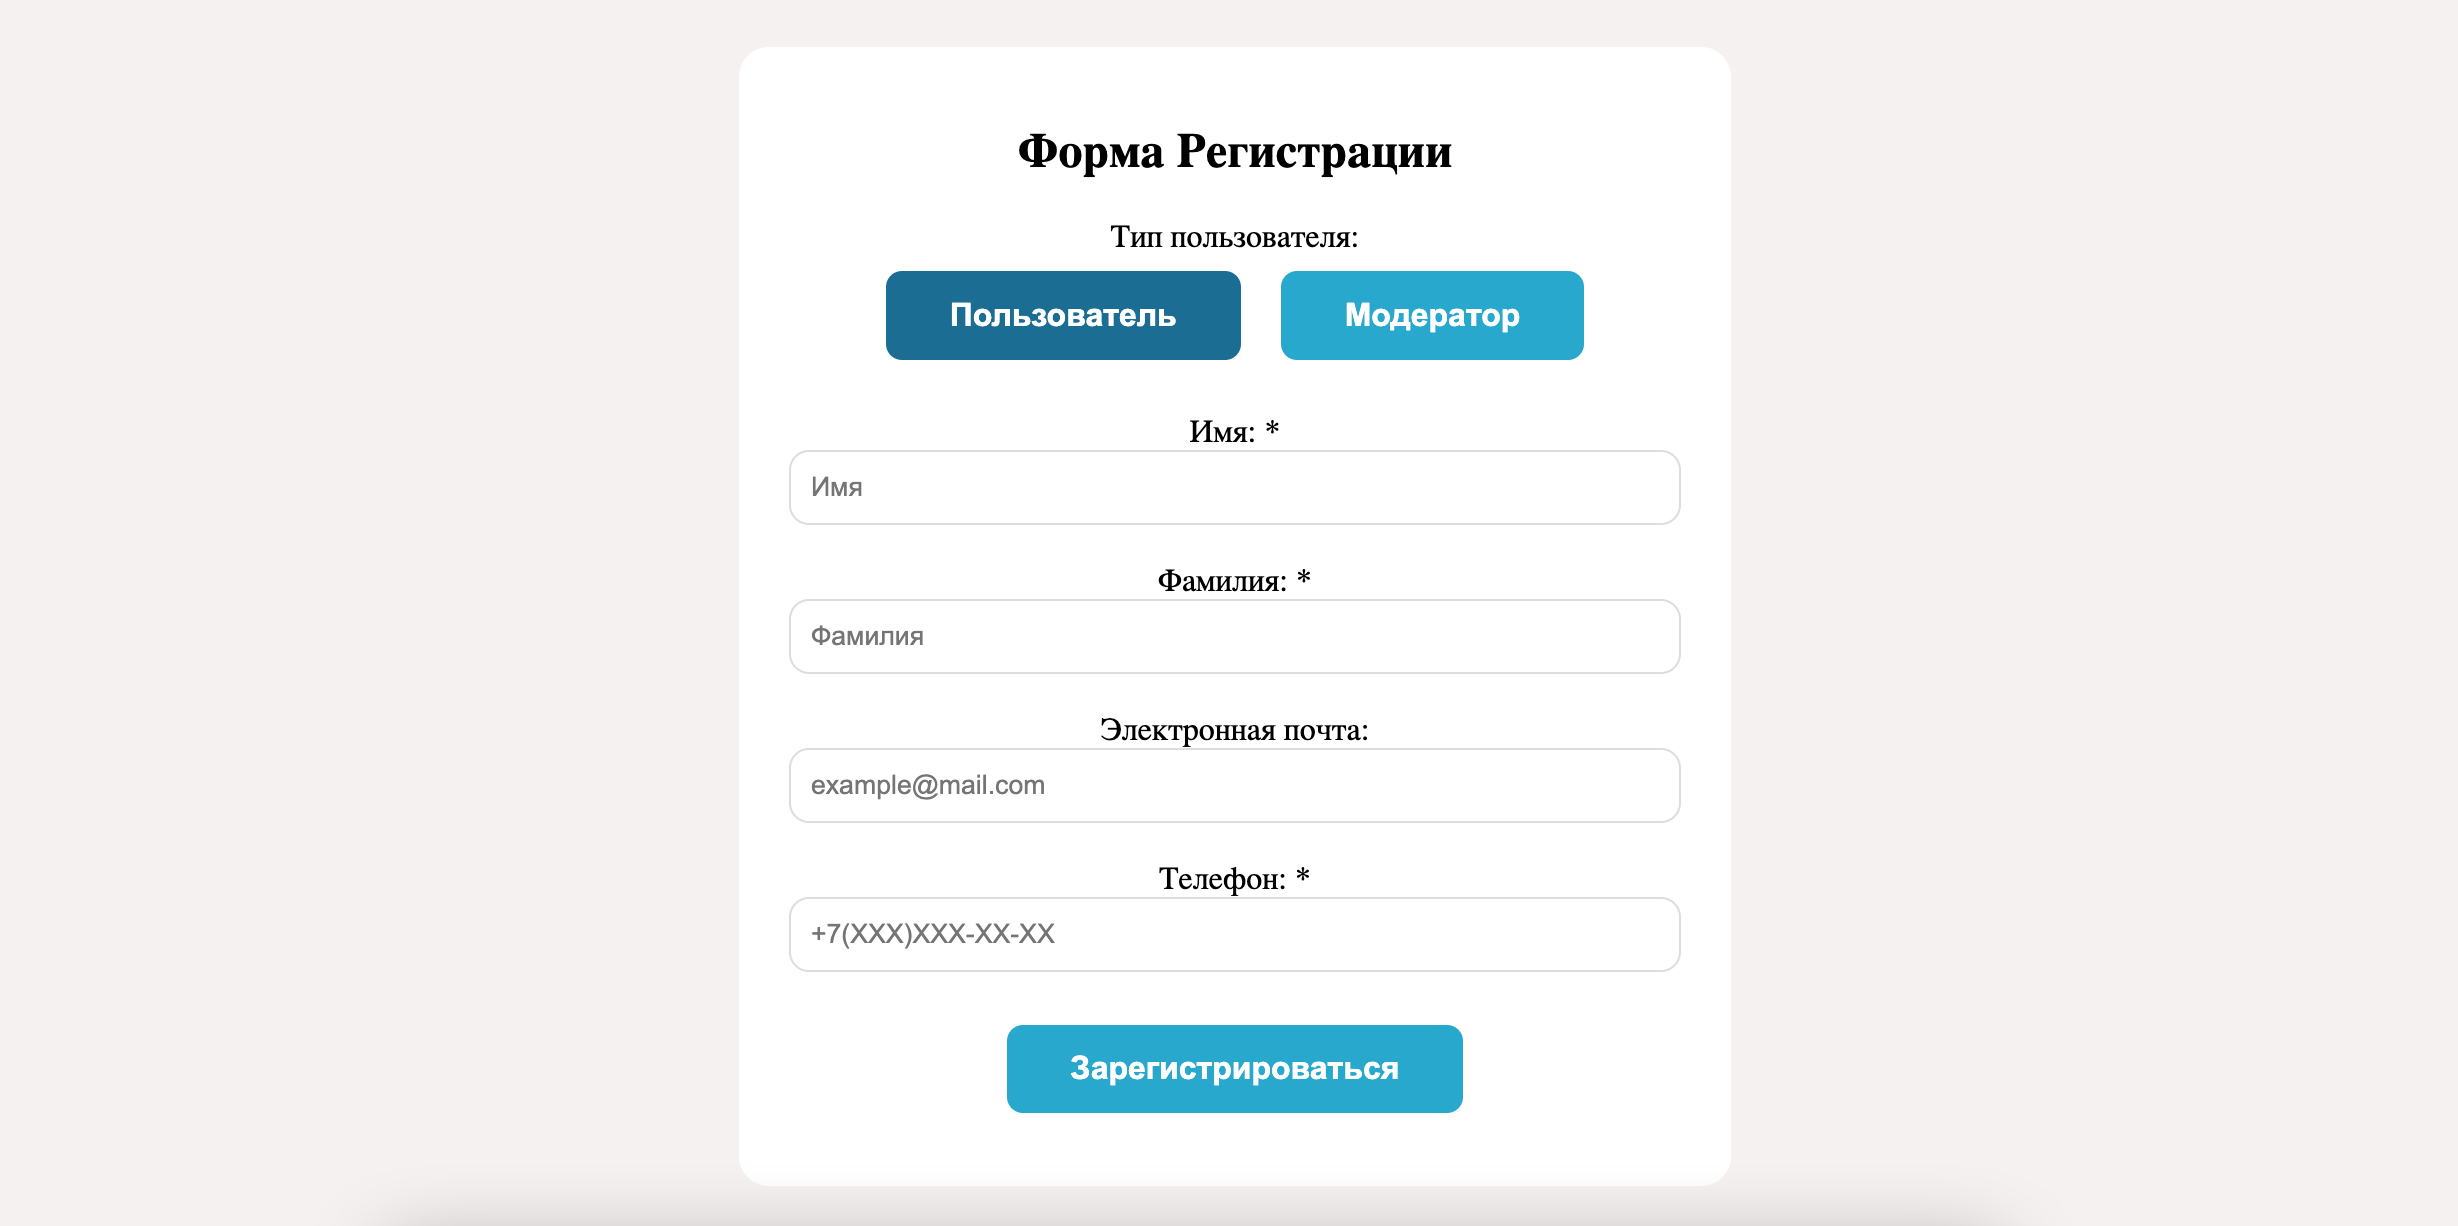 Форма Регистрации
Тип пользователя:
Пользователь Модератор
Имя: *
Имя
Фамилия: *
Фамилия
Электронная почта:
example@mail.com
Телефон: *
+7(XXX)XXX-XX-XX
Зарегистрироваться